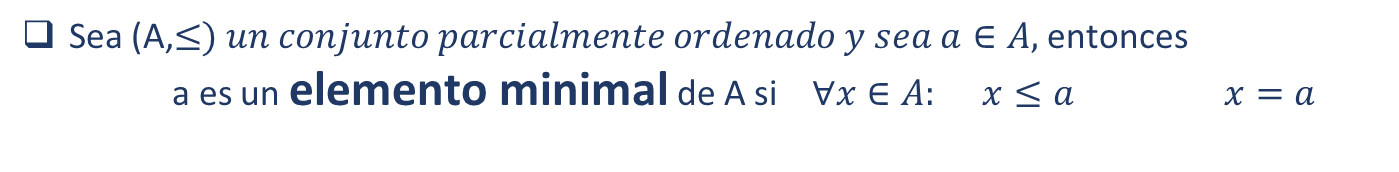 ❑ Sea (A,≤) un conjunto parcialmente ordenado y sea a ∈ A, entonces
a es un elemento minimal de A si ∀x ∈ A: x ≤ a x = a